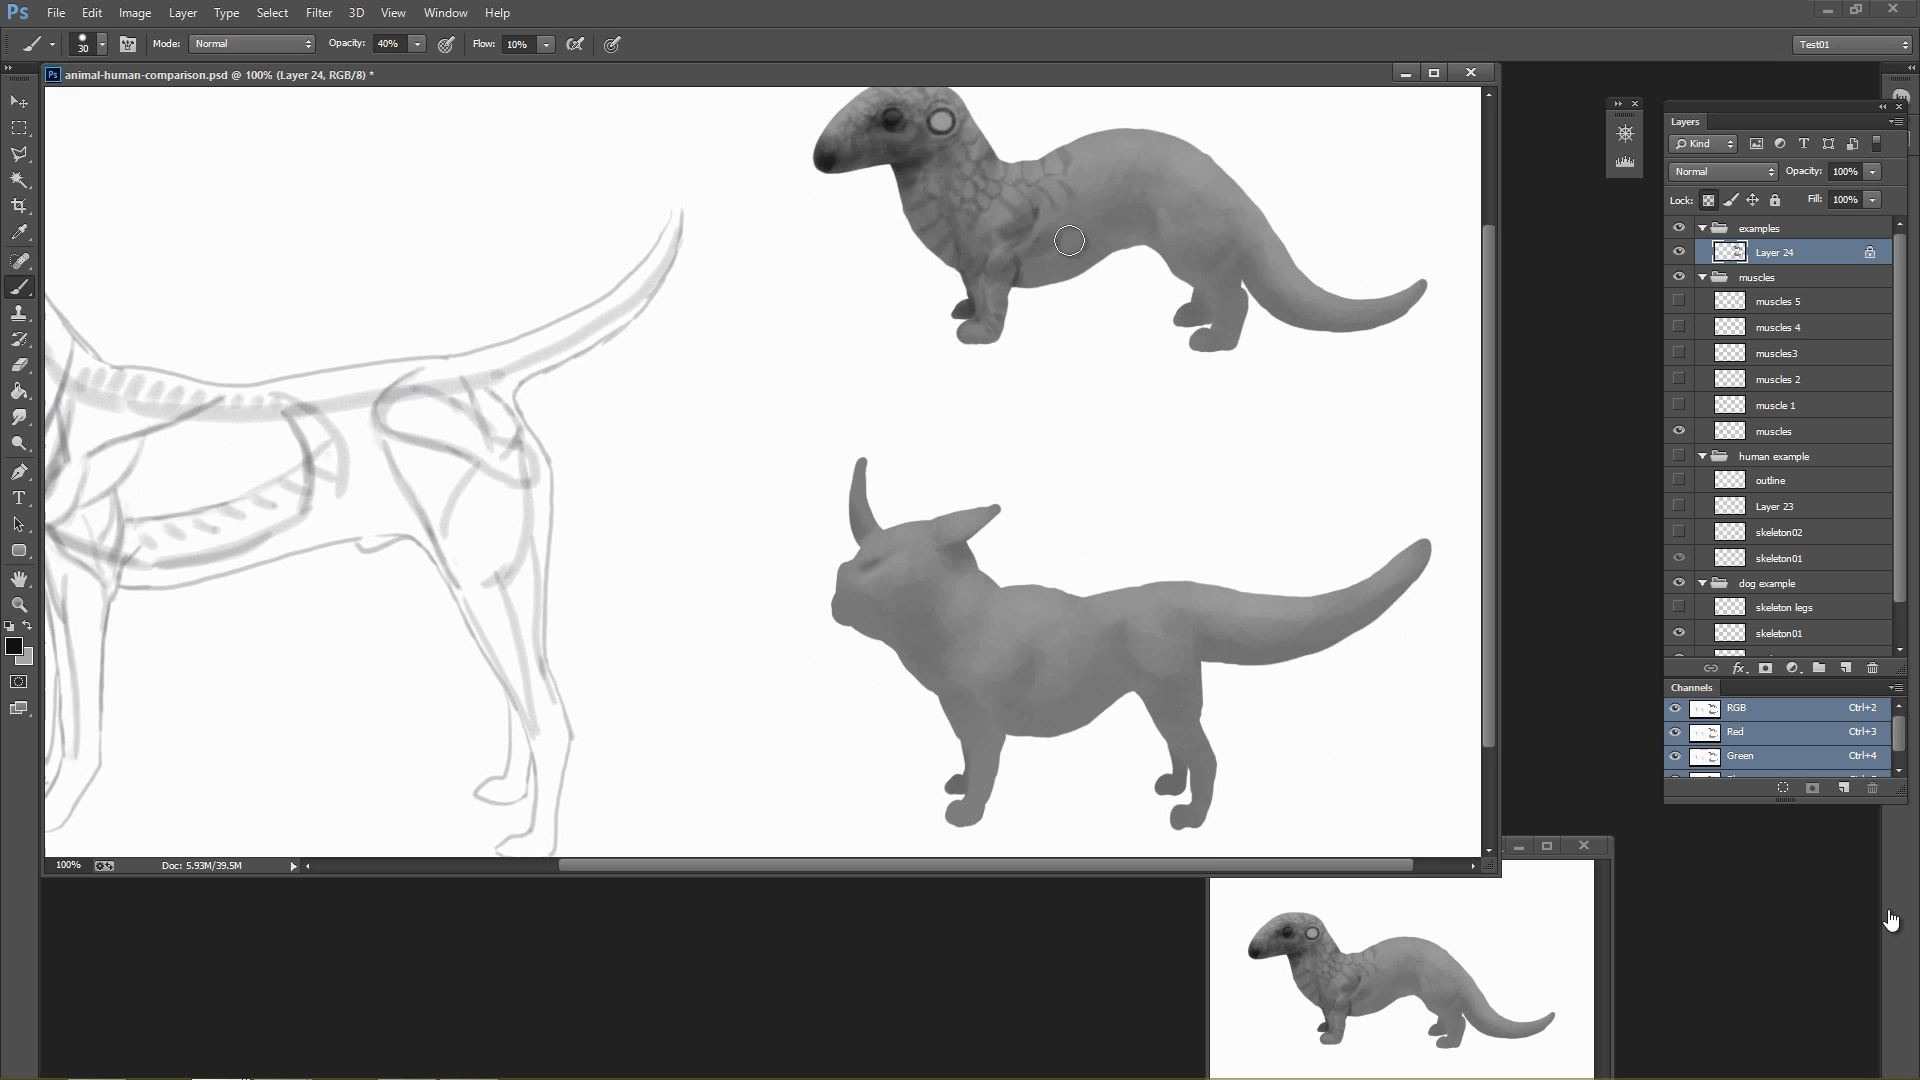 Ps File Edit Image Layer Type Select Filter 3D View Window Help
30 Mode: Normal Opacity: 40% Flow: 10% Test01
Ps animal-human-comparison.psd @ 100% (Layer 24, RGB/8) *
Layers
Kind
Normal Opacity: 100%
Lock: Fill: 100%
examples
Layer 24
muscles
muscles 5
muscles 4
muscles3
muscles 2
muscle 1
muscles
human example
outline
Layer 23
skeleton02
skeleton01
dog example
skeleton legs
skeleton01
fx
Channels
RGB Ctrl+2
Red Ctrl+3
Green Ctrl+4
100% Doc: 5.93M/39.5M